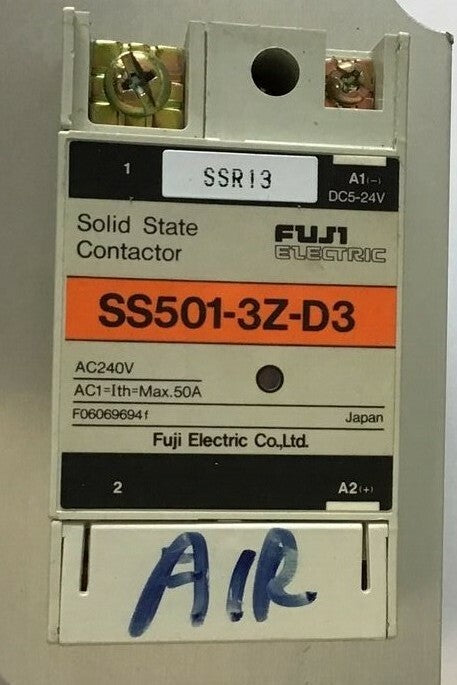 1 SSR13 A1(-)
DC5-24V
Solid State FUJI
Contactor ELECTRIC
SS501-3Z-D3
AC240V
AC1=Ith=Max.50A
F06069694f Japan
Fuji Electric Co.,Ltd.
2 A2(+)
AIR